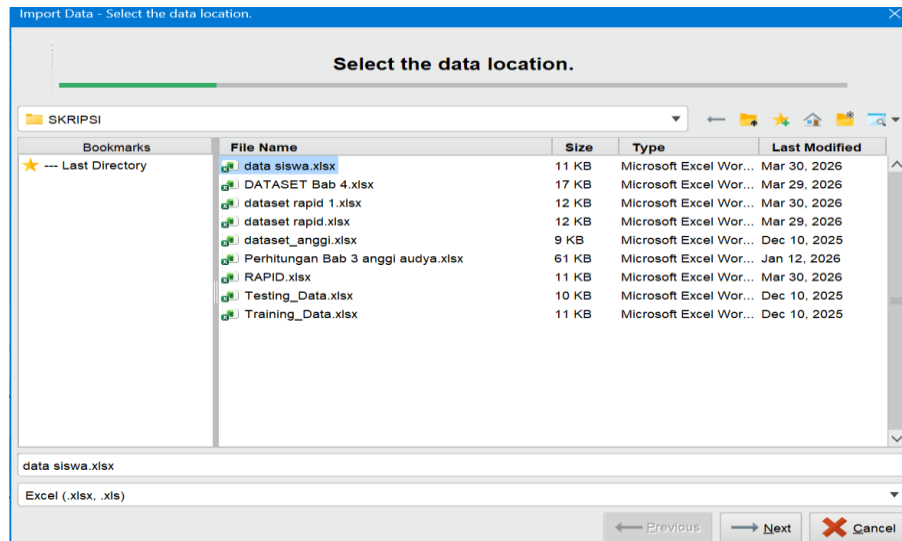 Import Data - Select the data location.
Select the data location.
SKRIPSI
Bookmarks File Name Size Type Last Modified
--- Last Directory data siswa.xlsx 11 KB Microsoft Excel Wor... Mar 30, 2026
DATASET Bab 4.xlsx 17 KB Microsoft Excel Wor... Mar 29, 2026
dataset rapid 1.xlsx 12 KB Microsoft Excel Wor... Mar 30, 2026
dataset rapid.xlsx 12 KB Microsoft Excel Wor... Mar 29, 2026
dataset_anggi.xlsx 9 KB Microsoft Excel Wor... Dec 10, 2025
Perhitungan Bab 3 anggi audya.xlsx 61 KB Microsoft Excel Wor... Jan 12, 2026
RAPID.xlsx 11 KB Microsoft Excel Wor... Mar 30, 2026
Testing_Data.xlsx 10 KB Microsoft Excel Wor... Dec 10, 2025
Training_Data.xlsx 11 KB Microsoft Excel Wor... Dec 10, 2025
data siswa.xlsx
Excel (.xlsx, .xls)
Previous Next Cancel